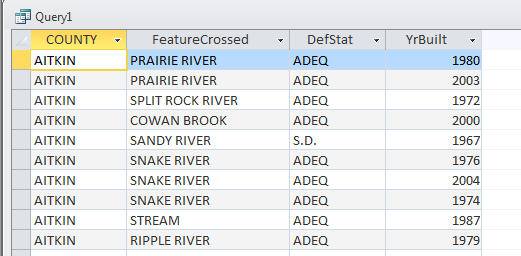 Query1
COUNTY FeatureCrossed DefStat YrBuilt
AITKIN PRAIRIE RIVER ADEQ 1980
AITKIN PRAIRIE RIVER ADEQ 2003
AITKIN SPLIT ROCK RIVER ADEQ 1972
AITKIN COWAN BROOK ADEQ 2000
AITKIN SANDY RIVER S.D. 1967
AITKIN SNAKE RIVER ADEQ 1976
AITKIN SNAKE RIVER ADEQ 2004
AITKIN SNAKE RIVER ADEQ 1974
AITKIN STREAM ADEQ 1987
AITKIN RIPPLE RIVER ADEQ 1979